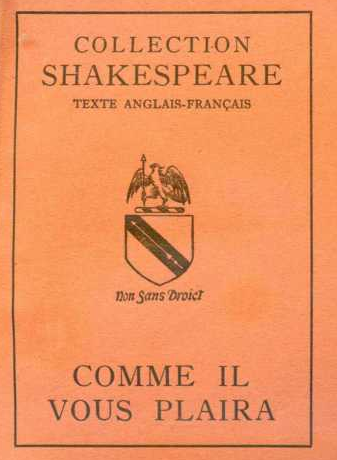 COLLECTION
SHAKESPEARE
TEXTE ANGLAIS-FRANÇAIS
Non Sans Droict
COMME IL
VOUS PLAIRA